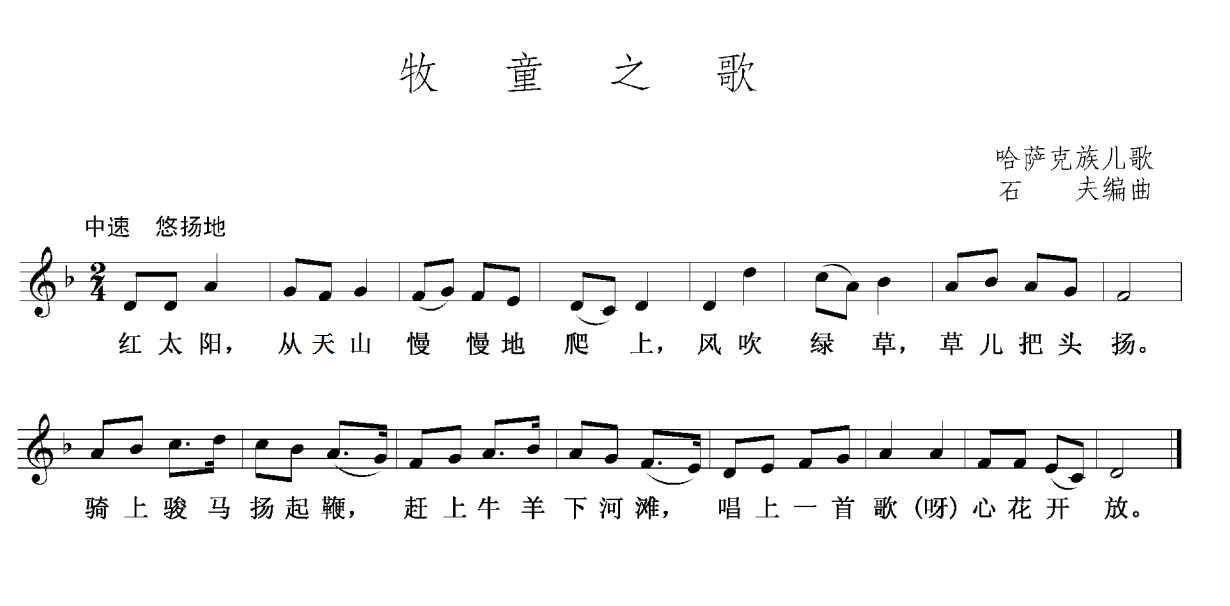 牧童之歌
哈萨克族儿歌
石 夫编曲
中速 悠扬地
2
4
红太阳，从天山慢慢地爬上，风吹绿草，草儿把头扬。
骑上骏马扬起鞭，赶上牛羊下河滩，唱上一首歌(呀)心花开放。